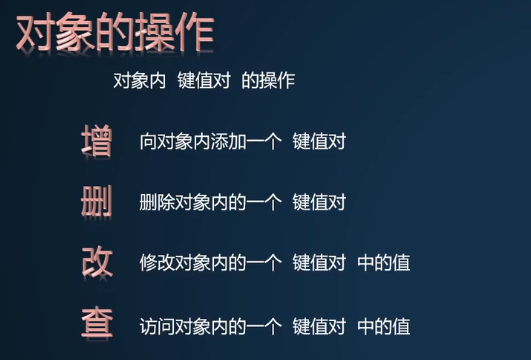 对象的操作
对象内 键值对 的操作
增 向对象内添加一个 键值对
删 删除对象内的一个 键值对
改 修改对象内的一个 键值对 中的值
查 访问对象内的一个 键值对 中的值